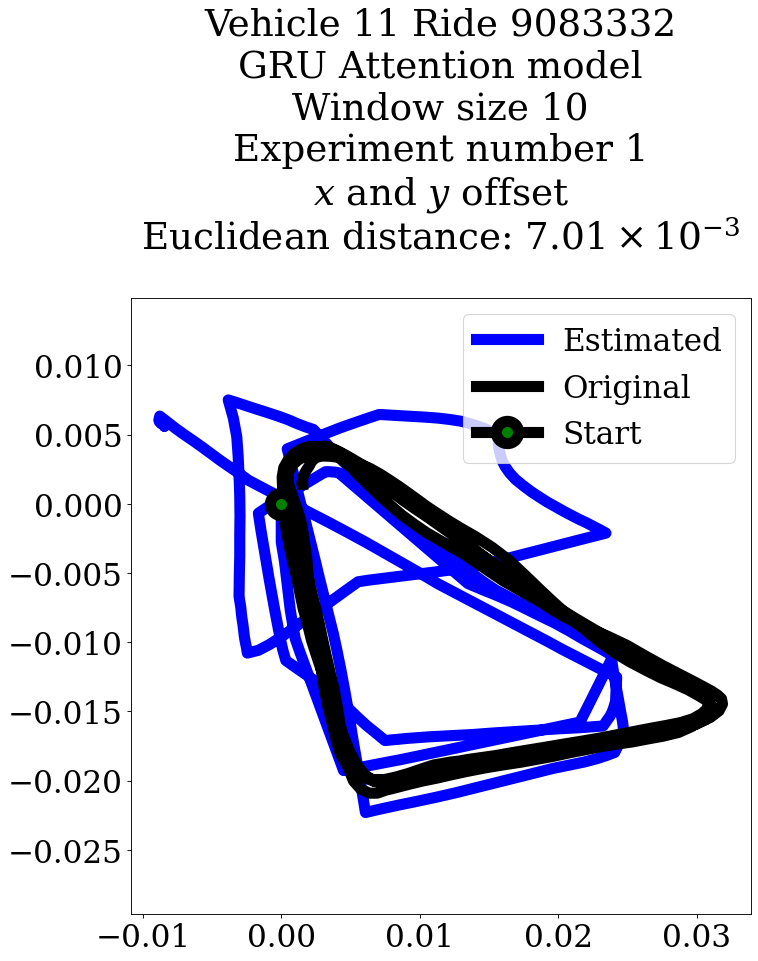 Vehicle 11 Ride 9083332
GRU Attention model
Window size 10
Experiment number 1
x and y offset
Euclidean distance: 7.01 × 10⁻³
Estimated
Original
Start
0.010
0.005
0.000
−0.005
−0.010
−0.015
−0.020
−0.025
−0.01 0.00 0.01 0.02 0.03